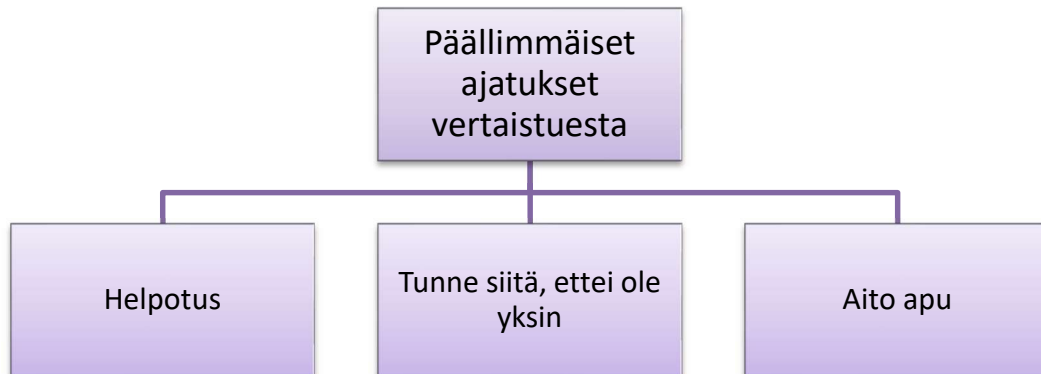 Päällimmäiset
ajatukset
vertaistuesta
Helpotus
Tunne siitä, ettei ole
yksin
Aito apu